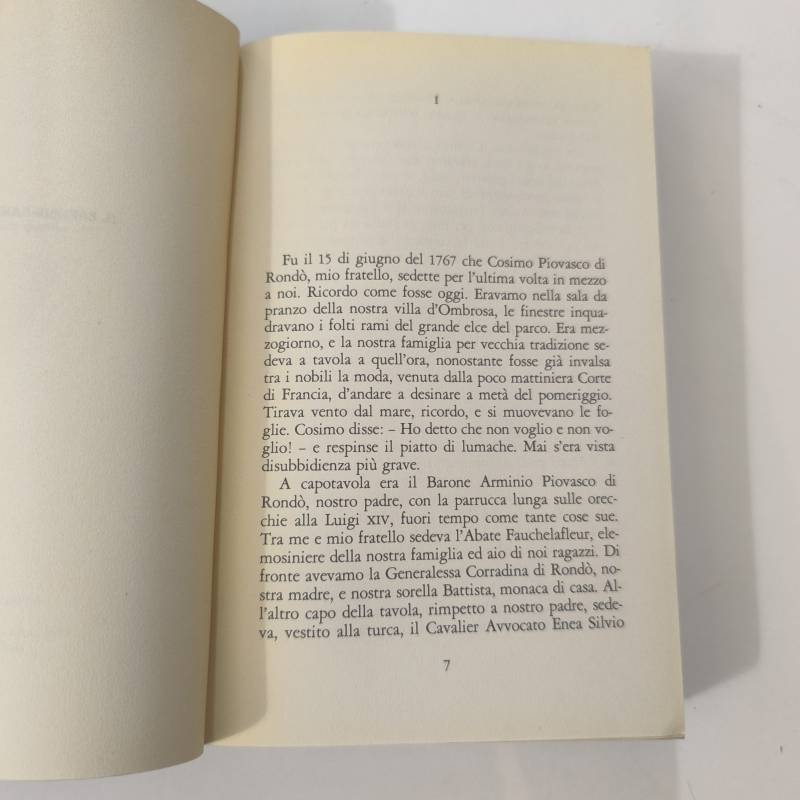 I
Fu il 15 di giugno del 1767 che Cosimo Piovasco di
Rondò, mio fratello, sedette per l'ultima volta in mezzo
a noi. Ricordo come fosse oggi. Eravamo nella sala da
pranzo della nostra villa d'Ombrosa, le finestre inqua-
dravano i folti rami del grande elce del parco. Era mez-
zogiorno, e la nostra famiglia per vecchia tradizione se-
deva a tavola a quell'ora, nonostante fosse già invalsa
tra i nobili la moda, venuta dalla poco mattiniera Corte
di Francia, d'andare a desinare a metà del pomeriggio.
Tirava vento dal mare, ricordo, e si muovevano le fo-
glie. Cosimo disse: – Ho detto che non voglio e non vo-
glio! – e respinse il piatto di lumache. Mai s'era vista
disubbidienza più grave.
A capotavola era il Barone Arminio Piovasco di
Rondò, nostro padre, con la parrucca lunga sulle orec-
chie alla Luigi XIV, fuori tempo come tante cose sue.
Tra me e mio fratello sedeva l'Abate Fauchelafleur, ele-
mosiniere della nostra famiglia ed aio di noi ragazzi. Di
fronte avevamo la Generalessa Corradina di Rondò, no-
stra madre, e nostra sorella Battista, monaca di casa. Al-
l'altro capo della tavola, rimpetto a nostro padre, sede-
va, vestito alla turca, il Cavalier Avvocato Enea Silvio
7